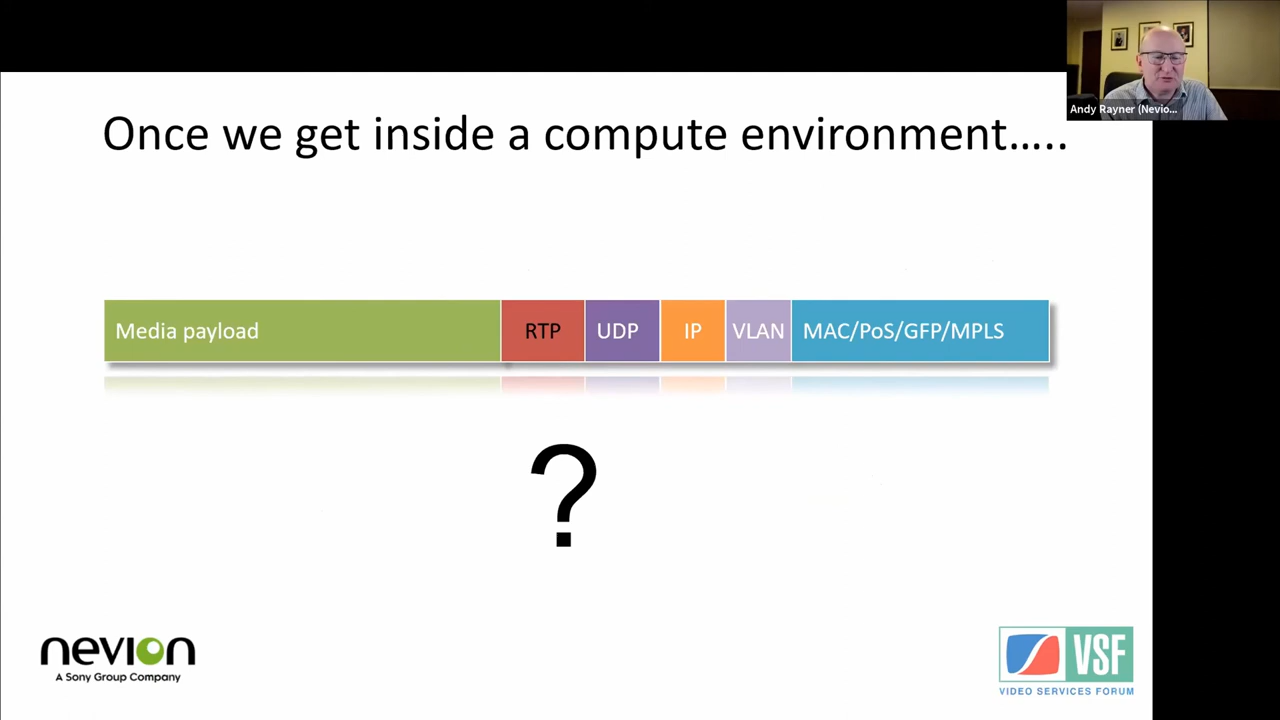 Andy Rayner (Nevio...
Once we get inside a compute environment.....
Media payload RTP UDP IP VLAN MAC/PoS/GFP/MPLS
?
nevion
A Sony Group Company
VSF
VIDEO SERVICES FORUM